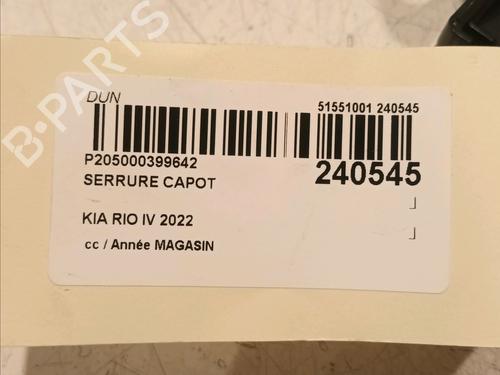 B-PARTS
DUN
51551001 240545
P205000399642
240545
SERRURE CAPOT
KIA RIO IV 2022
cc / Année MAGASIN